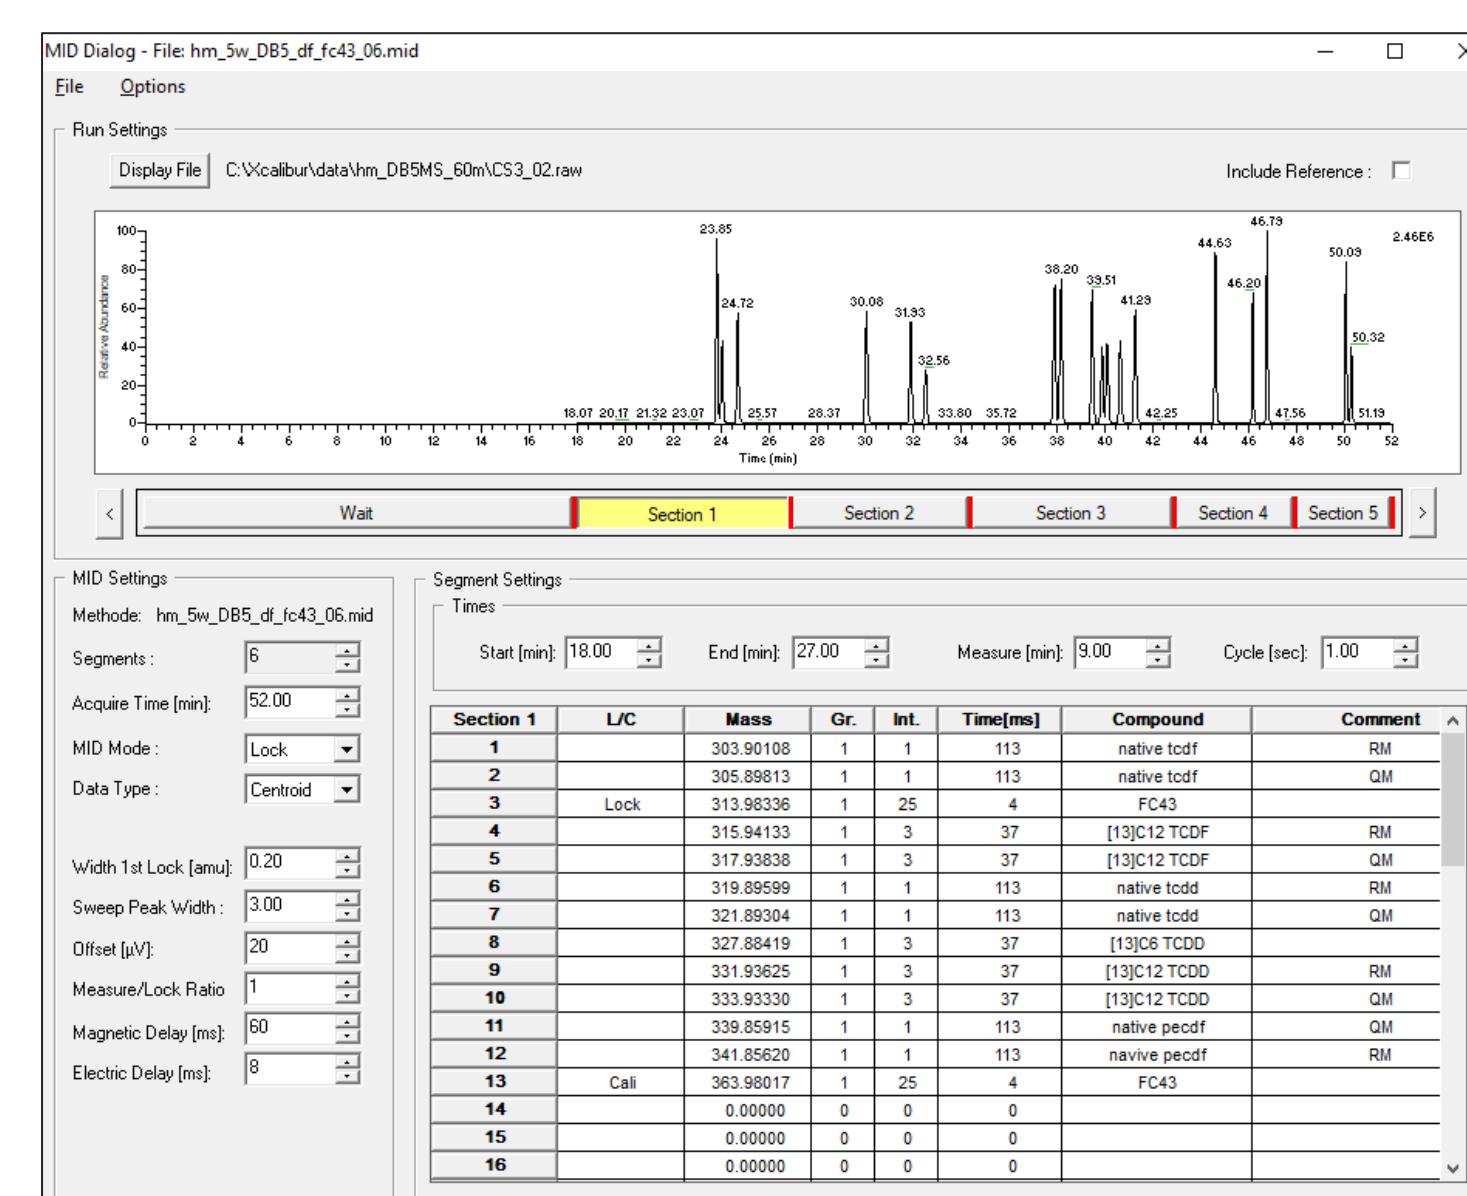 MID Dialog - File: hm_5w_DB5_df_fc43_06.mid
File Options
Run Settings
Display File C:\Xcalibur\data\hm_DB5MS_60m\CS3_02.raw Include Reference :
2.46E6
Relative Abundance
100
80
60
40
20
0
23.85
24.72
30.08
31.93
32.56
38.20
39.51
41.29
44.63
46.20
46.79
50.09
50.32
18.07 20.17 21.32 23.07 25.57 28.37 33.80 35.72 42.25 47.56 51.19
0 2 4 6 8 10 12 14 16 18 20 22 24 26 28 30 32 34 36 38 40 42 44 46 48 50 52
Time (min)
< Wait Section 1 Section 2 Section 3 Section 4 Section 5 >
MID Settings
Methode: hm_5w_DB5_df_fc43_06.mid
Segments : 6
Acquire Time [min]: 52.00
MID Mode : Lock
Data Type : Centroid
Width 1st Lock [amu]: 0.20
Sweep Peak Width : 3.00
Offset [µV]: 20
Measure/Lock Ratio 1
Magnetic Delay [ms]: 60
Electric Delay [ms]: 8
Segment Settings
Times
Start [min]: 18.00 End [min]: 27.00 Measure [min]: 9.00 Cycle [sec]: 1.00
Section 1 L/C Mass Gr. Int. Time[ms] Compound Comment
1 303.90108 1 1 113 native tcdf RM
2 305.89813 1 1 113 native tcdf QM
3 Lock 313.98336 1 25 4 FC43
4 315.94133 1 3 37 [13]C12 TCDF RM
5 317.93838 1 3 37 [13]C12 TCDF QM
6 319.89599 1 1 113 native tcdd RM
7 321.89304 1 1 113 native tcdd QM
8 327.88419 1 3 37 [13]C6 TCDD
9 331.93625 1 3 37 [13]C12 TCDD RM
10 333.93330 1 3 37 [13]C12 TCDD QM
11 339.85915 1 1 113 native pecdf QM
12 341.85620 1 1 113 navive pecdf RM
13 Cali 363.98017 1 25 4 FC43
14 0.00000 0 0 0
15 0.00000 0 0 0
16 0.00000 0 0 0